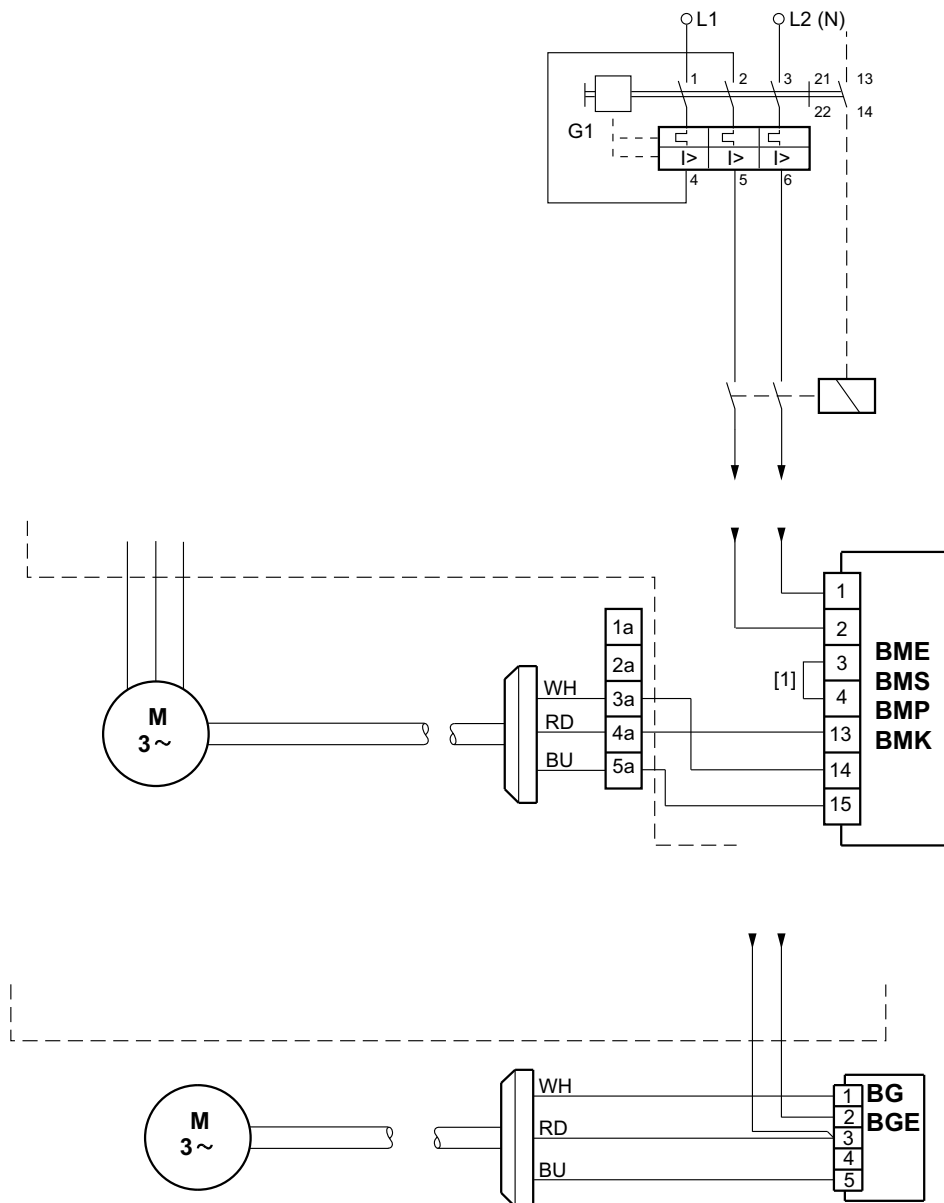 L1
L2 (N)
1
2
3
21
13
22
14
G1
I>
I>
I>
4
5
6
1
2
3
4
13
14
15
[1]
BME
BMS
BMP
BMK
1a
2a
3a
4a
5a
WH
RD
BU
M
3~
WH
RD
BU
M
3~
1
2
3
4
5
BG
BGE